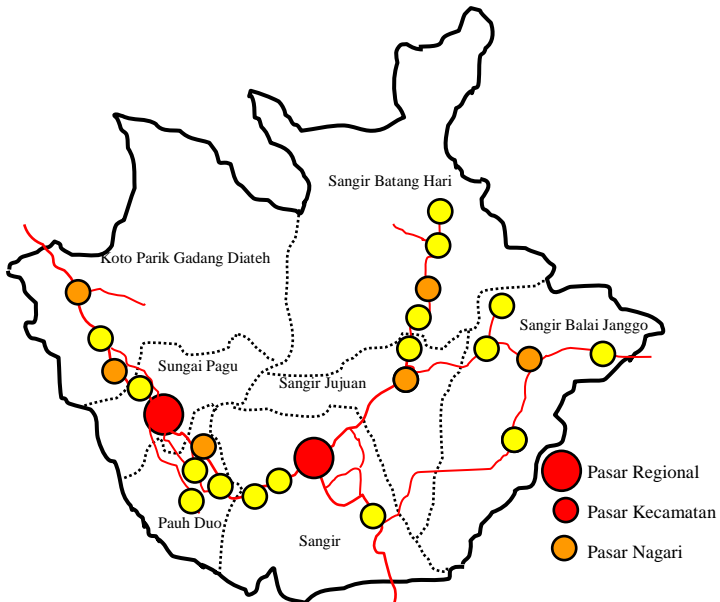 Sangir Batang Hari
Koto Parik Gadang Diateh
Sangir Balai Janggo
Sungai Pagu
Sangir Jujuan
Pasar Regional
Pasar Kecamatan
Pauh Duo
Sangir
Pasar Nagari